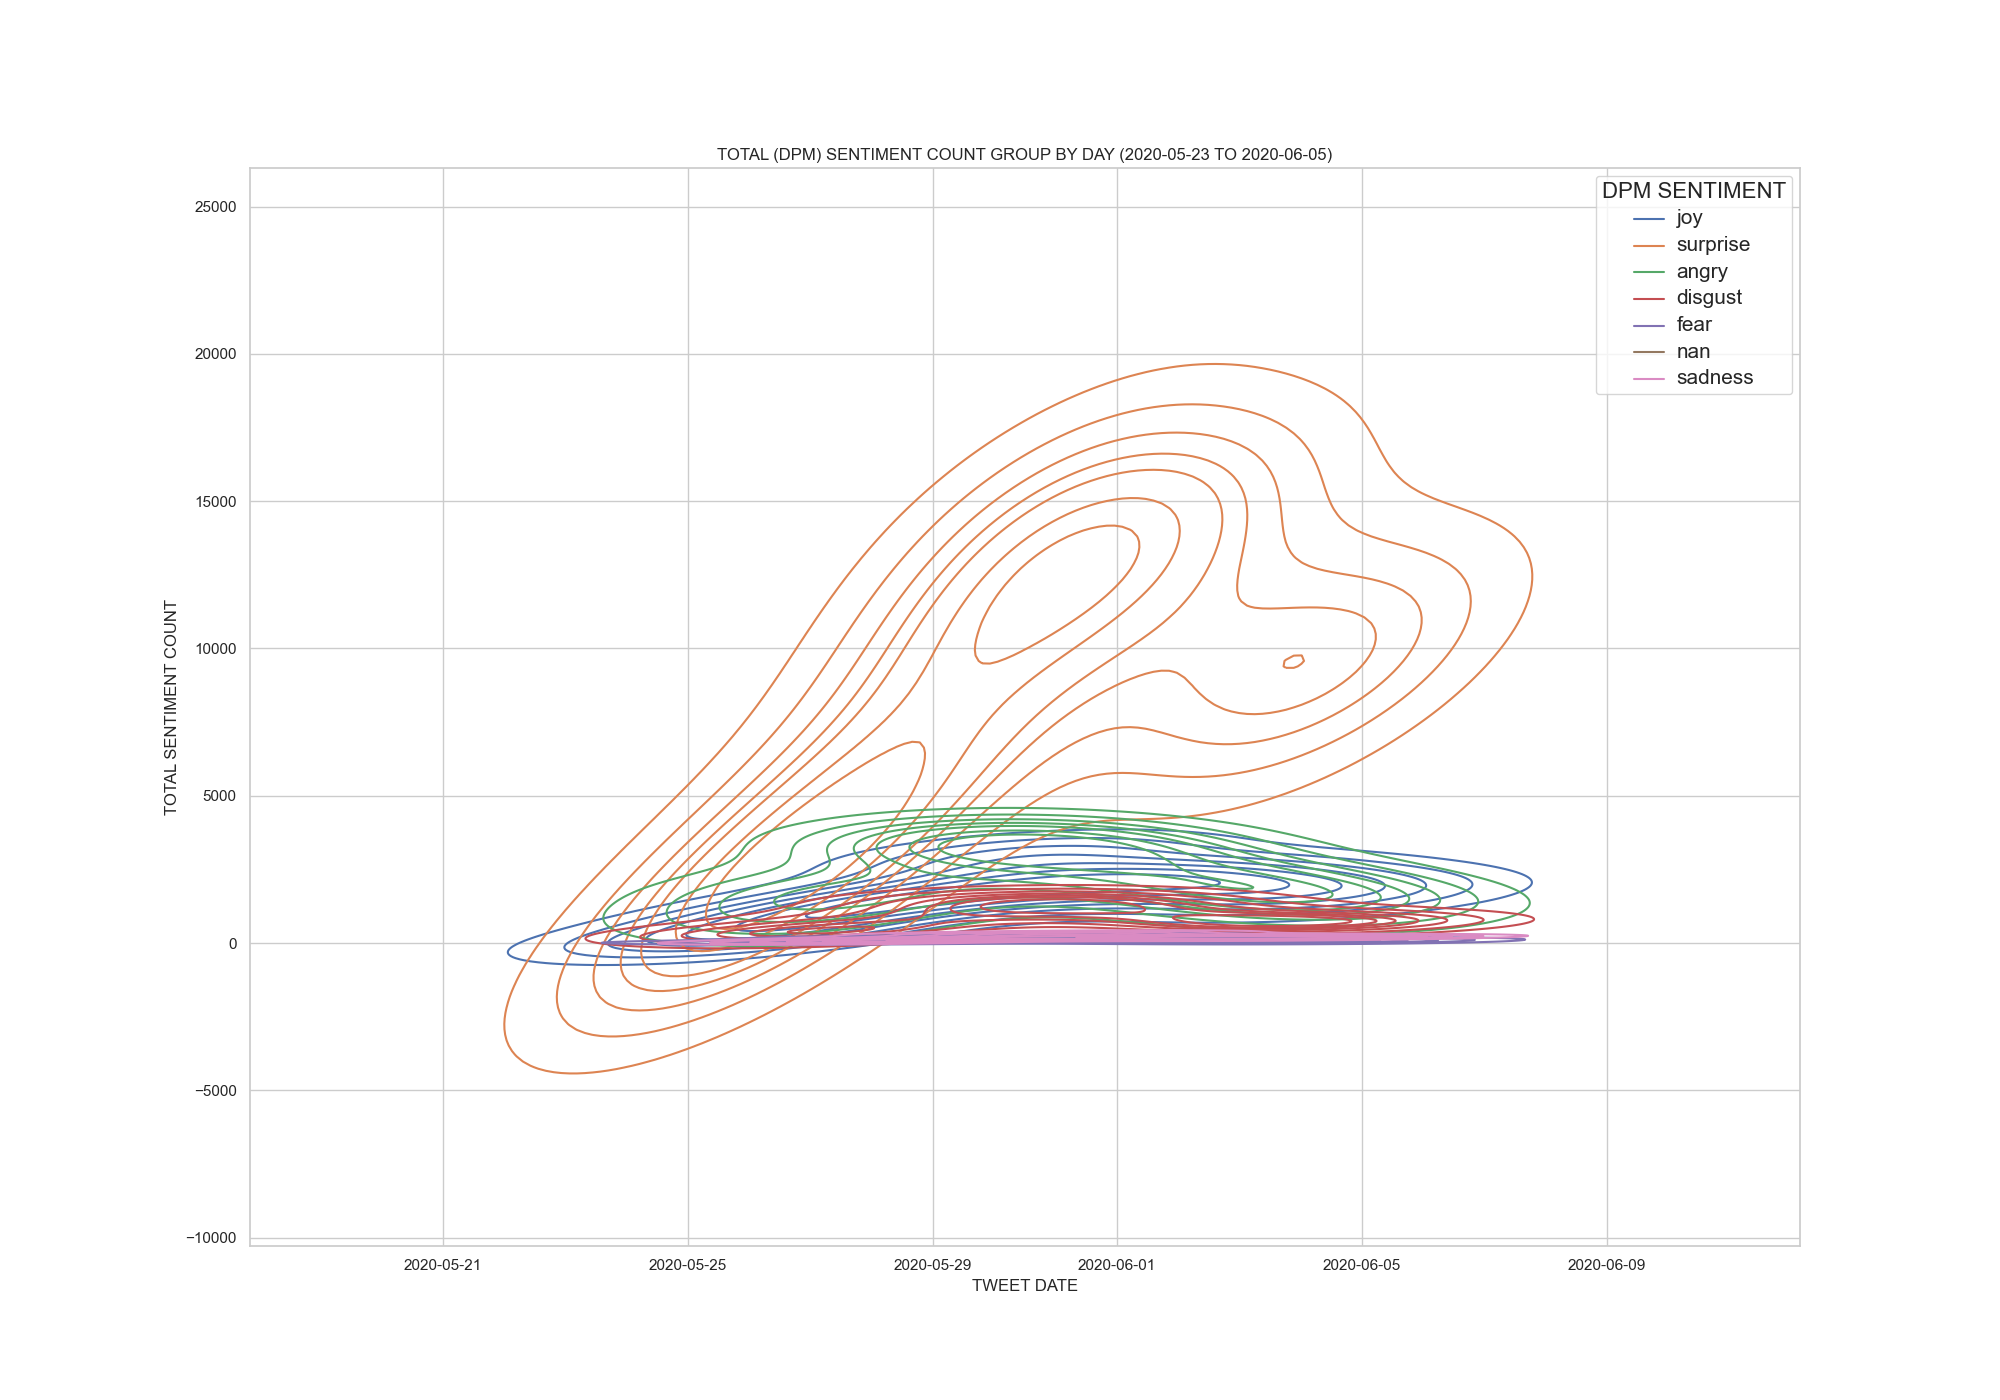 TOTAL (DPM) SENTIMENT COUNT GROUP BY DAY (2020-05-23 TO 2020-06-05)
DPM SENTIMENT
joy
surprise
angry
disgust
fear
nan
sadness
TOTAL SENTIMENT COUNT
25000
20000
15000
10000
5000
0
−5000
−10000
2020-05-21 2020-05-25 2020-05-29 2020-06-01 2020-06-05 2020-06-09
TWEET DATE